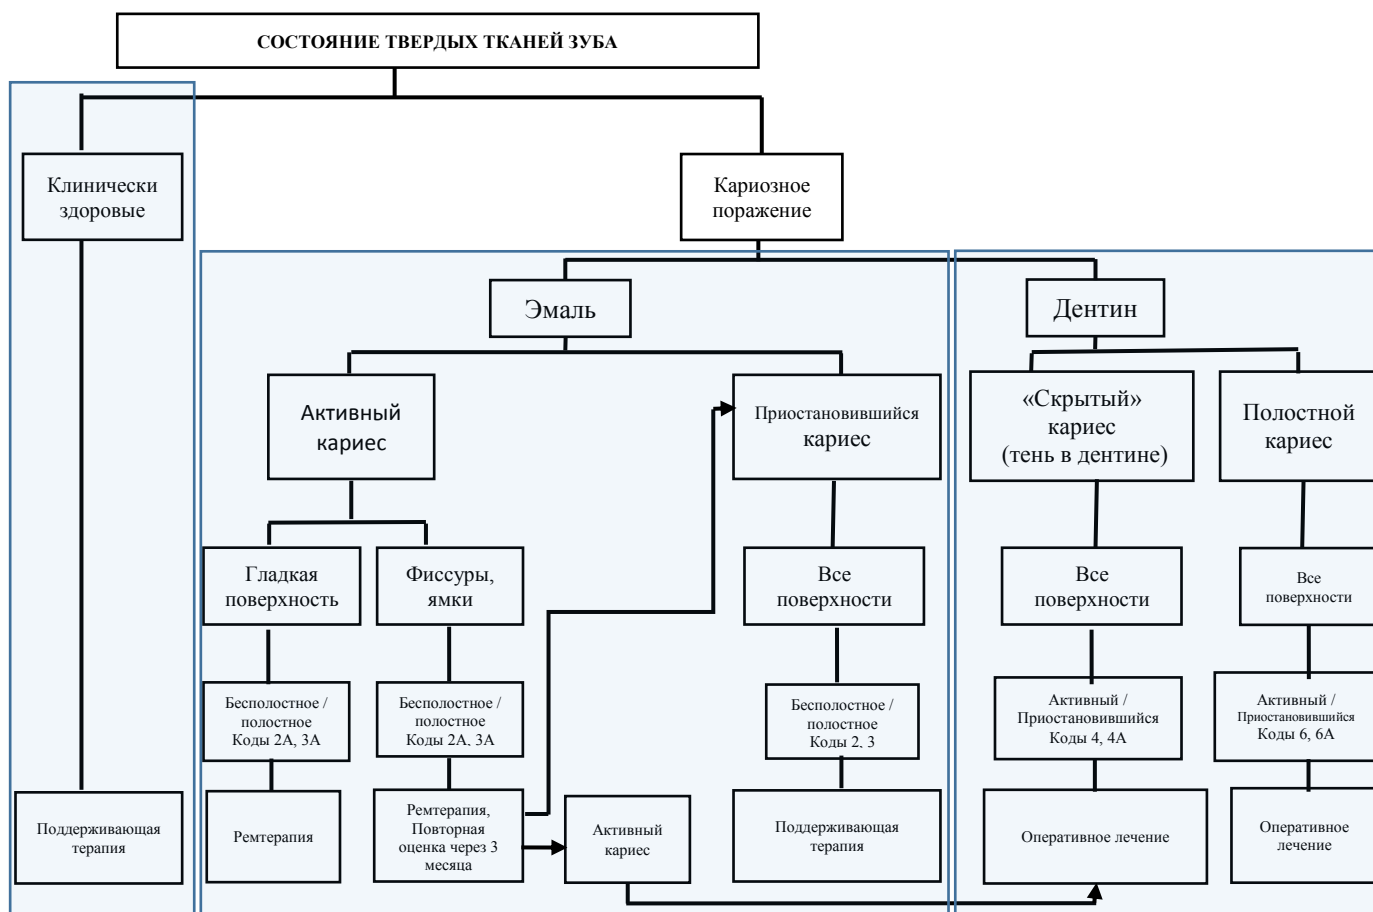 СОСТОЯНИЕ ТВЕРДЫХ ТКАНЕЙ ЗУБА
Клинически
здоровые
Кариозное
поражение
Эмаль
Дентин
Активный
кариес
Приостановившийся
кариес
«Скрытый»
кариес
(тень в дентине)
Полостной
кариес
Гладкая
поверхность
Фиссуры,
ямки
Все
поверхности
Все
поверхности
Все
поверхности
Бесполостное /
полостное
Коды 2А, 3А
Бесполостное /
полостное
Коды 2А, 3А
Бесполостное /
полостное
Коды 2, 3
Активный /
Приостановившийся
Коды 4, 4А
Активный /
Приостановившийся
Коды 6, 6А
Поддерживающая
терапия
Ремтерапия
Ремтерапия,
Повторная
оценка через 3
месяца
Активный
кариес
Поддерживающая
терапия
Оперативное лечение
Оперативное
лечение